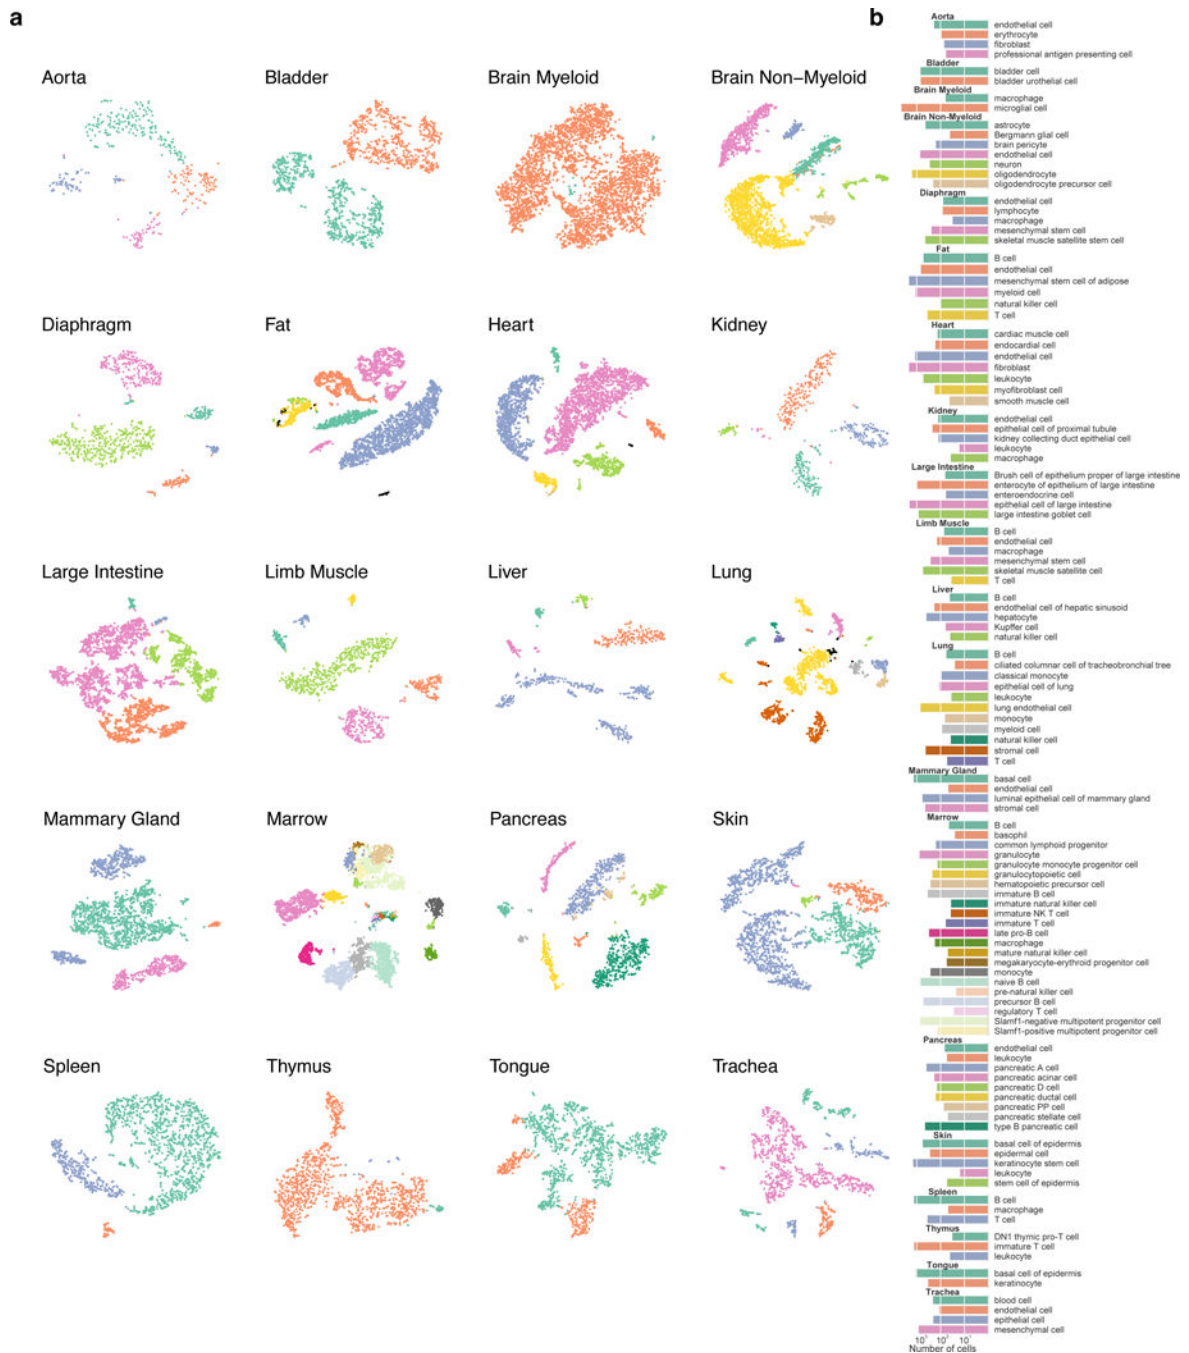 a
b
Aorta
Bladder
Brain Myeloid
Brain Non-Myeloid
Diaphragm
Fat
Heart
Kidney
Large Intestine
Limb Muscle
Liver
Lung
Mammary Gland
Marrow
Pancreas
Skin
Spleen
Thymus
Tongue
Trachea
Aorta
endothelial cell
erythrocyte
fibroblast
professional antigen presenting cell
Bladder
bladder cell
bladder urothelial cell
Brain Myeloid
macrophage
microglial cell
Brain Non-Myeloid
astrocyte
Bergmann glial cell
brain pericyte
endothelial cell
neuron
oligodendrocyte
oligodendrocyte precursor cell
Diaphragm
endothelial cell
lymphocyte
macrophage
mesenchymal stem cell
skeletal muscle satellite stem cell
Fat
B cell
endothelial cell
mesenchymal stem cell of adipose
myeloid cell
natural killer cell
T cell
Heart
cardiac muscle cell
endocardial cell
endothelial cell
fibroblast
leukocyte
myofibroblast cell
smooth muscle cell
Kidney
endothelial cell
epithelial cell of proximal tubule
kidney collecting duct epithelial cell
leukocyte
macrophage
Large Intestine
Brush cell of epithelium proper of large intestine
enterocyte of epithelium of large intestine
enteroendocrine cell
epithelial cell of large intestine
large intestine goblet cell
Limb Muscle
B cell
endothelial cell
macrophage
mesenchymal stem cell
skeletal muscle satellite cell
T cell
Liver
B cell
endothelial cell of hepatic sinusoid
hepatocyte
Kupffer cell
natural killer cell
Lung
B cell
ciliated columnar cell of tracheobronchial tree
classical monocyte
epithelial cell of lung
leukocyte
lung endothelial cell
monocyte
myeloid cell
natural killer cell
stromal cell
T cell
Mammary Gland
basal cell
endothelial cell
luminal epithelial cell of mammary gland
stromal cell
Marrow
B cell
basophil
common lymphoid progenitor
granulocyte
granulocyte monocyte progenitor cell
granulocytopoietic cell
hematopoietic precursor cell
immature B cell
immature natural killer cell
immature NK T cell
immature T cell
late pro-B cell
macrophage
mature natural killer cell
megakaryocyte-erythroid progenitor cell
monocyte
naive B cell
pre-natural killer cell
precursor B cell
regulatory T cell
Slamf1-negative multipotent progenitor cell
Slamf1-positive multipotent progenitor cell
Pancreas
endothelial cell
leukocyte
pancreatic A cell
pancreatic acinar cell
pancreatic D cell
pancreatic ductal cell
pancreatic PP cell
pancreatic stellate cell
type B pancreatic cell
Skin
basal cell of epidermis
epidermal cell
keratinocyte stem cell
leukocyte
stem cell of epidermis
Spleen
B cell
macrophage
T cell
Thymus
DN1 thymic pro-T cell
immature T cell
leukocyte
Tongue
basal cell of epidermis
keratinocyte
Trachea
blood cell
endothelial cell
epithelial cell
mesenchymal cell
Number of cells